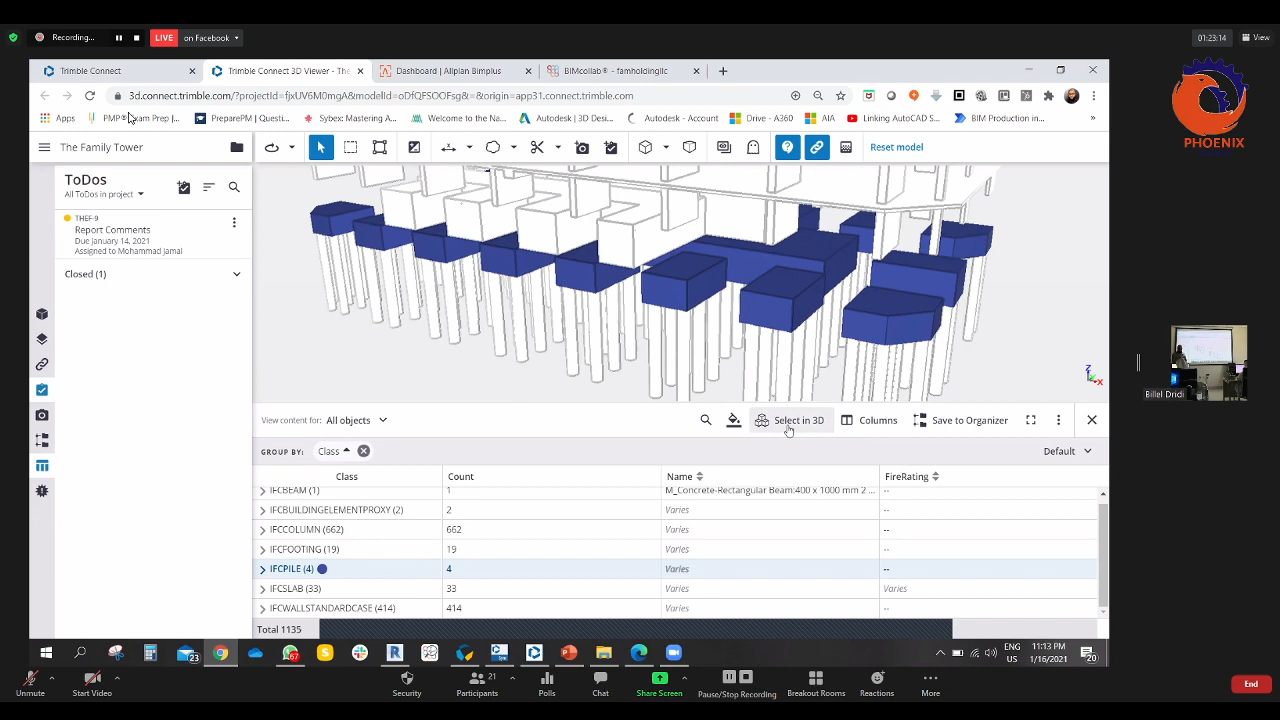 Recording...
LIVE on Facebook
01:23:14 View
Trimble Connect
Trimble Connect 3D Viewer - The
Dashboard | Allplan Bimplus
BIMcollab® - famholdingllc
3d.connect.trimble.com/?projectId=fjxUV6M0mgA&modelId=oDfQFSOOFsg&=&origin=app31.connect.trimble.com
Apps
PMP® Exam Prep |...
PreparePM | Questi...
Sybex: Mastering A...
Welcome to the Na...
Autodesk | 3D Des...
Autodesk - Account
Drive - A360
AIA
Linking AutoCAD S...
BIM Production in...
»
PHOENIX
The Family Tower
Reset model
ToDos
All ToDos in project
THEF-9
Report Comments
Due January 14, 2021
Assigned to Mohammad Jamal
Closed (1)
Z
X
Billel Dridi
View content for: All objects
Select in 3D
Columns
Save to Organizer
GROUP BY: Class
Default
Class Count Name FireRating
IFCBEAM (1) 1 M_Concrete-Rectangular Beam:400 x 1000 mm 2 ... --
IFCBUILDINGELEMENTPROXY (2) 2 Varies --
IFCCOLUMN (662) 662 Varies --
IFCFOOTING (19) 19 Varies --
IFCPILE (4) 4 Varies --
IFCSLAB (33) 33 Varies Varies
IFCWALLSTANDARDCASE (414) 414 Varies --
Total 1135
23
67
ENG
US
11:13 PM
1/16/2021
20
Unmute
Start Video
Security
Participants 21
Polls
Chat
Share Screen
Pause/Stop Recording
Breakout Rooms
Reactions
More
End